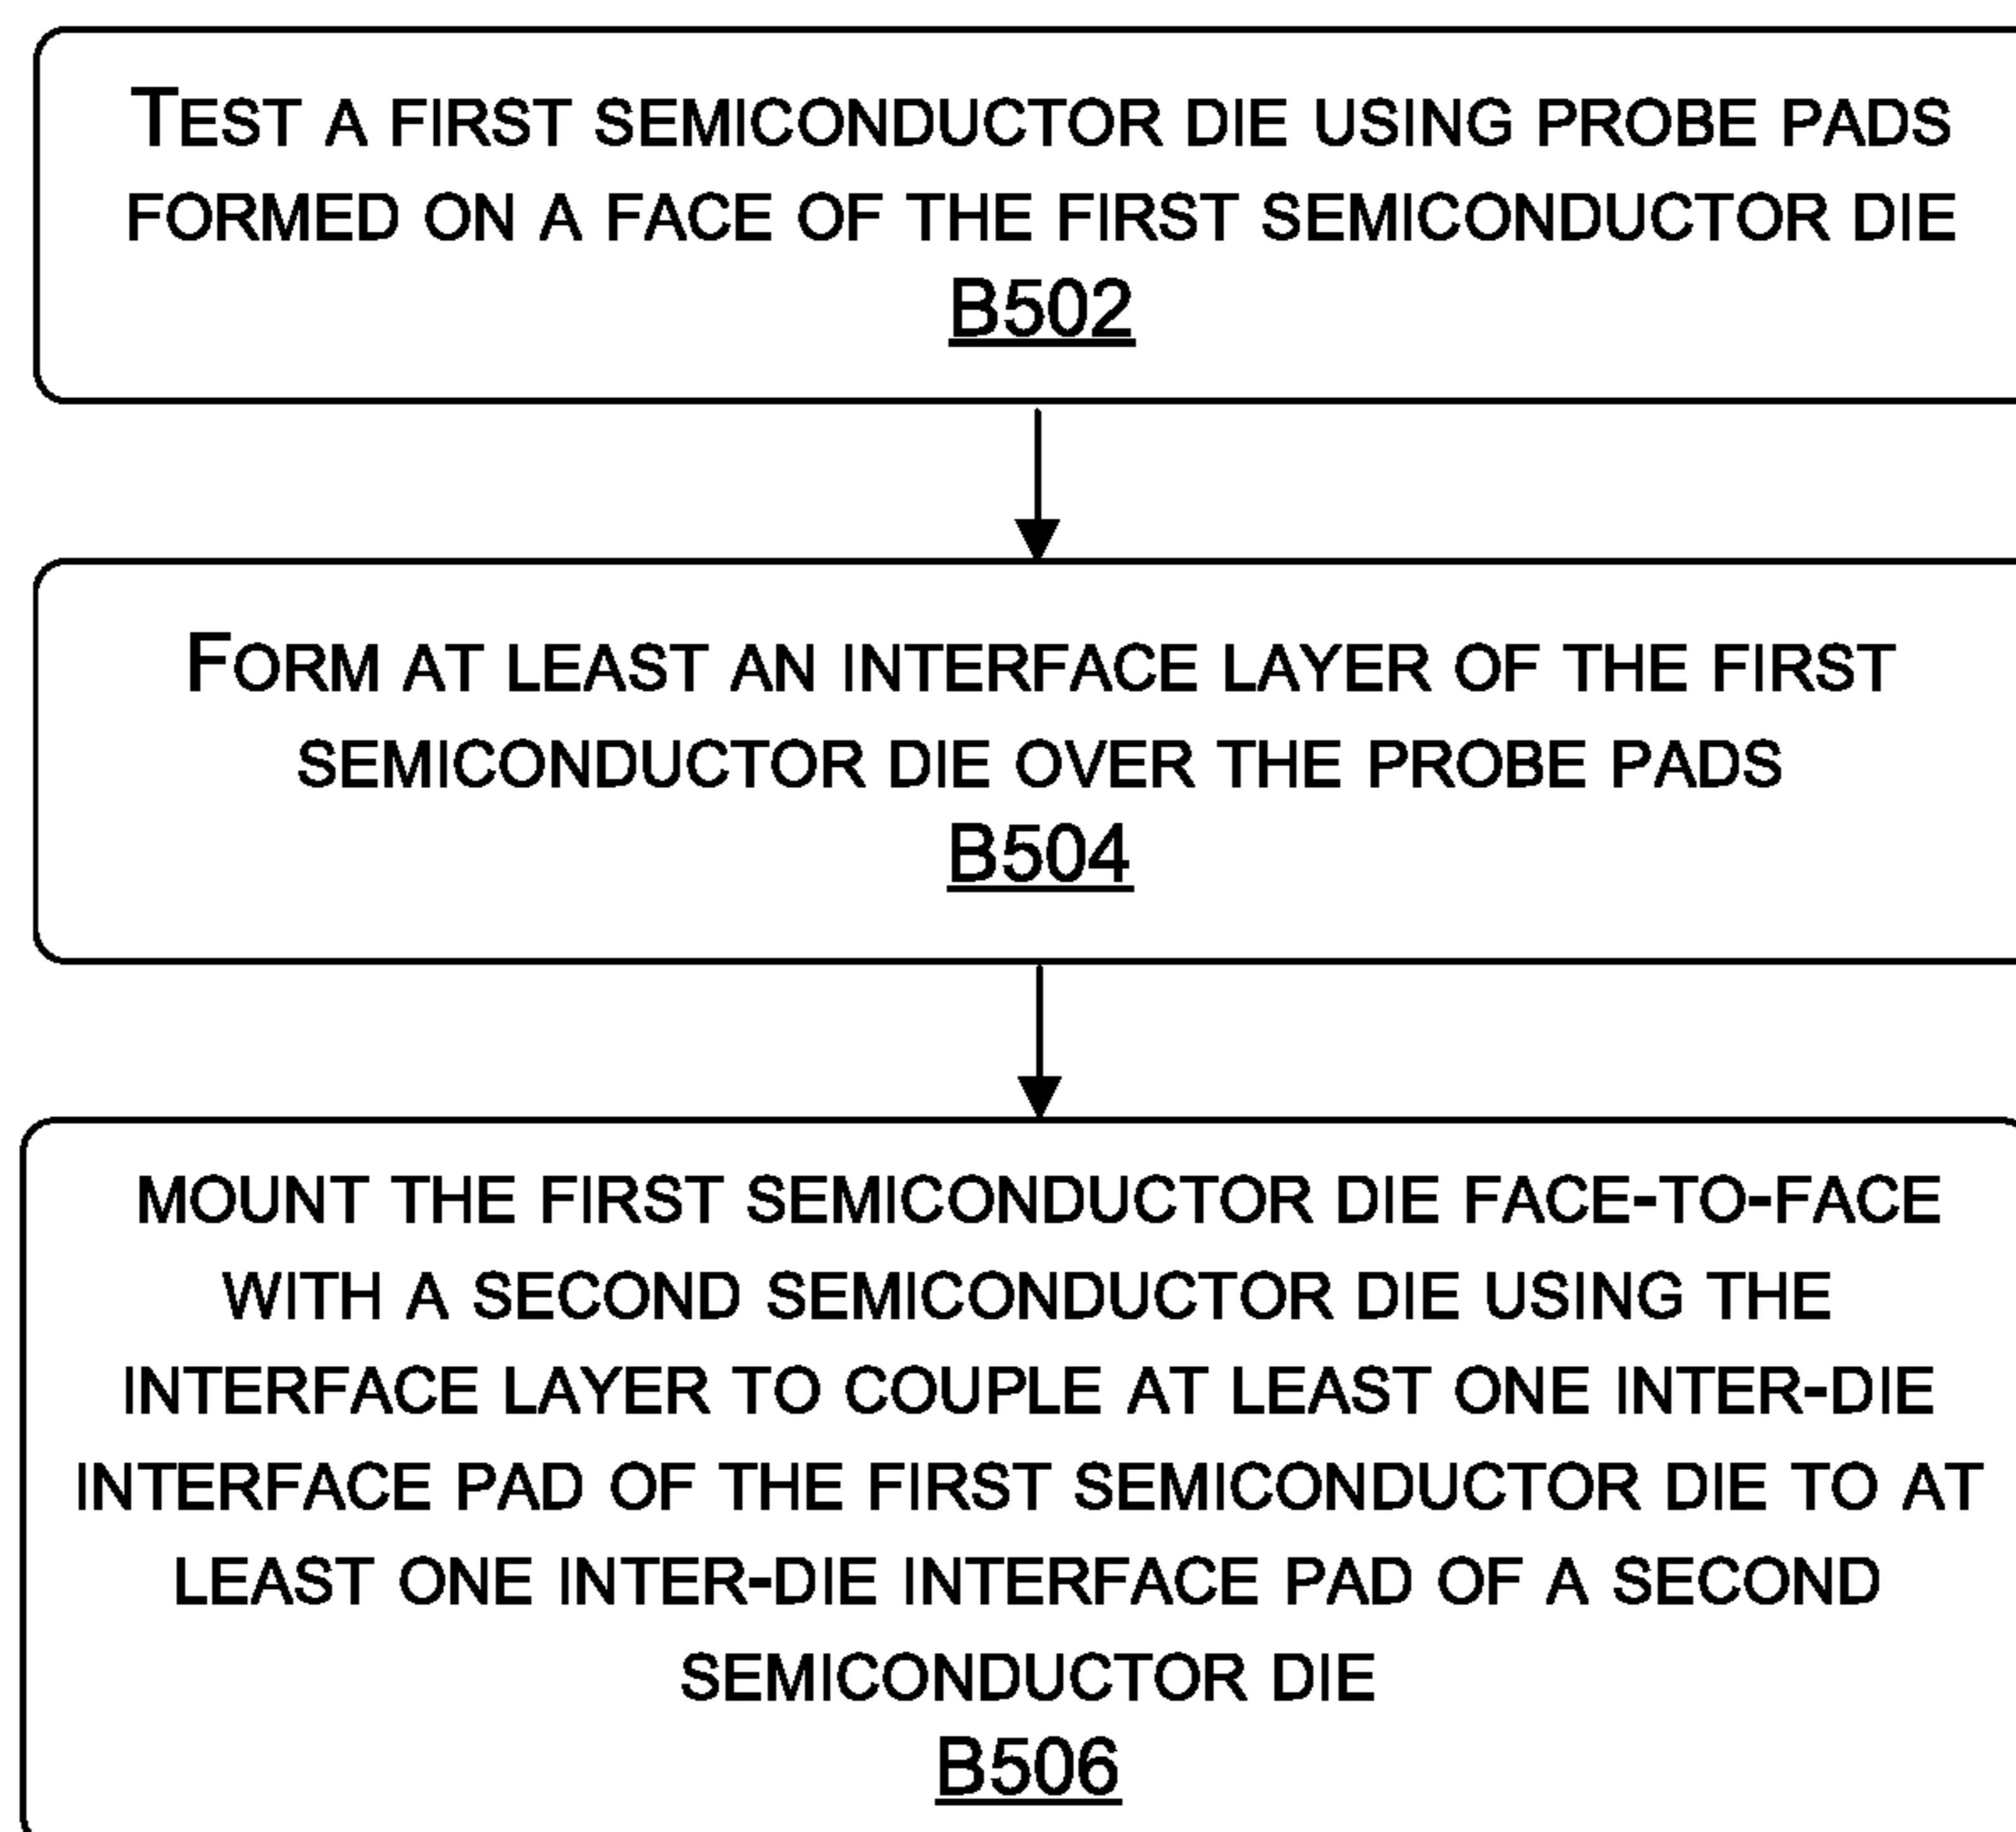 TEST A FIRST SEMICONDUCTOR DIE USING PROBE PADS
FORMED ON A FACE OF THE FIRST SEMICONDUCTOR DIE
B502
FORM AT LEAST AN INTERFACE LAYER OF THE FIRST
SEMICONDUCTOR DIE OVER THE PROBE PADS
B504
MOUNT THE FIRST SEMICONDUCTOR DIE FACE-TO-FACE
WITH A SECOND SEMICONDUCTOR DIE USING THE
INTERFACE LAYER TO COUPLE AT LEAST ONE INTER-DIE
INTERFACE PAD OF THE FIRST SEMICONDUCTOR DIE TO AT
LEAST ONE INTER-DIE INTERFACE PAD OF A SECOND
SEMICONDUCTOR DIE
B506